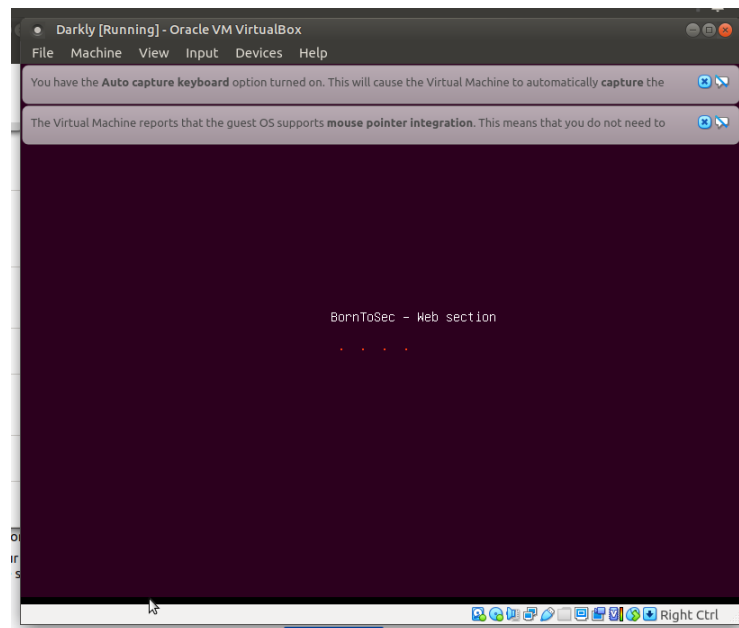 Darkly [Running] - Oracle VM VirtualBox
File Machine View Input Devices Help
You have the Auto capture keyboard option turned on. This will cause the Virtual Machine to automatically capture the
The Virtual Machine reports that the guest OS supports mouse pointer integration. This means that you do not need to
BornToSec - Web section
. . . .
Right Ctrl